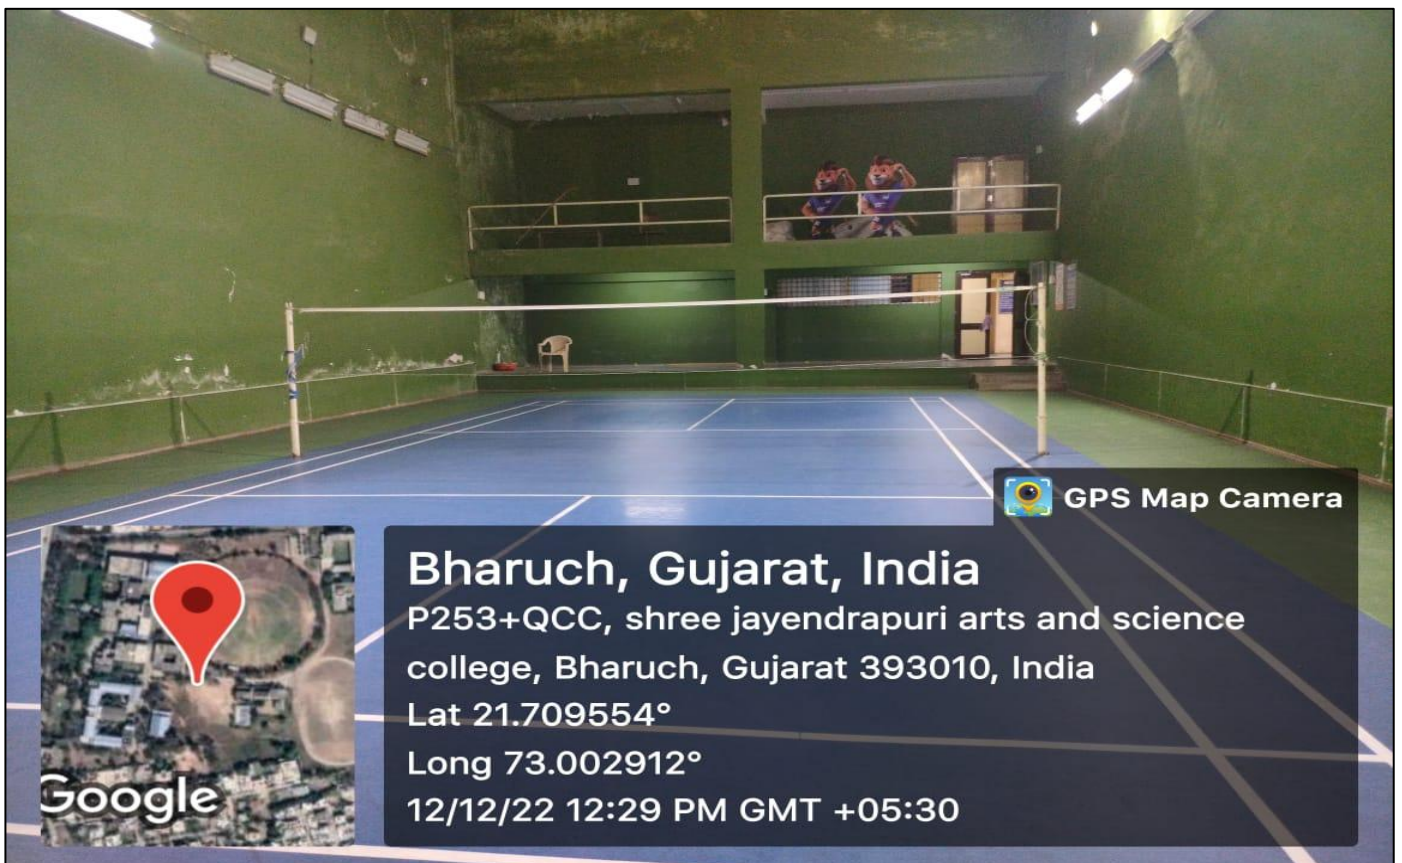 GPS Map Camera
Bharuch, Gujarat, India
P253+QCC, shree jayendrapuri arts and science
college, Bharuch, Gujarat 393010, India
Lat 21.709554°
Long 73.002912°
12/12/22 12:29 PM GMT +05:30
Google